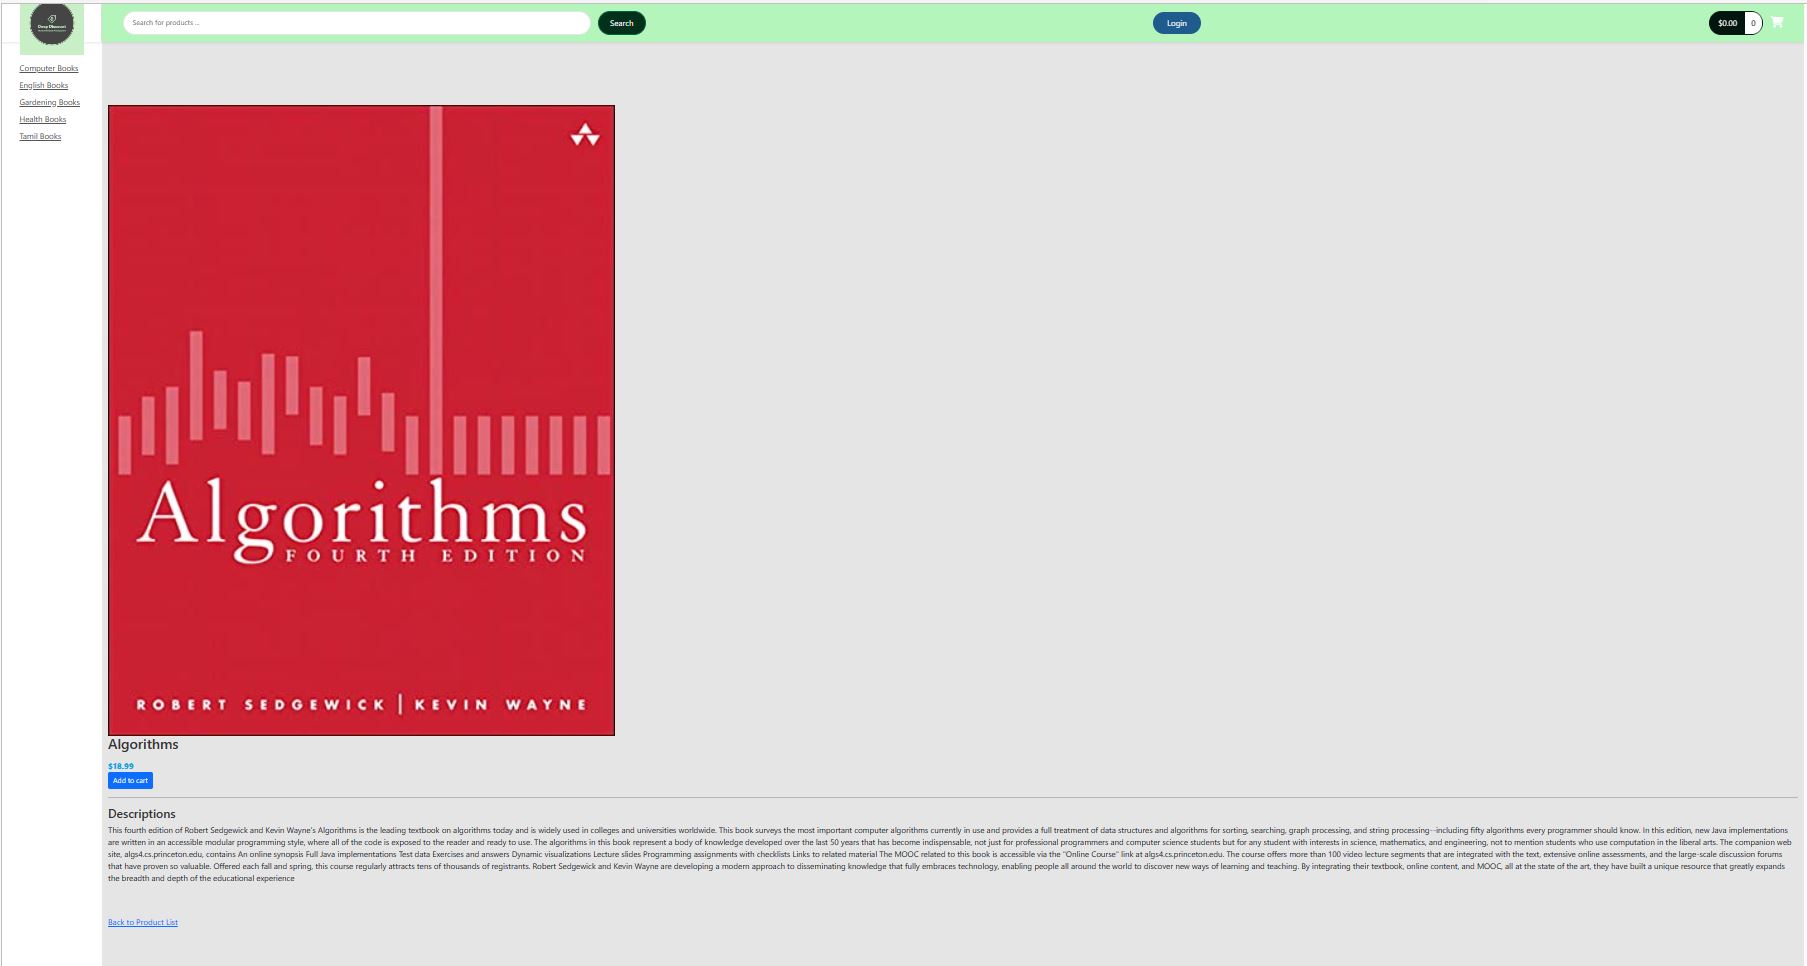 Deep Discount
Search for products ...
Search
Login
$0.00 0
Computer Books
English Books
Gardening Books
Health Books
Tamil Books
Algorithms
FOURTH EDITION
ROBERT SEDGEWICK | KEVIN WAYNE
Algorithms
$18.99
Add to cart
Descriptions
This fourth edition of Robert Sedgewick and Kevin Wayne's Algorithms is the leading textbook on algorithms today and is widely used in colleges and universities worldwide. This book surveys the most important computer algorithms currently in use and provides a full treatment of data structures and algorithms for sorting, searching, graph processing, and string processing--including fifty algorithms every programmer should know. In this edition, new Java implementations
are written in an accessible modular programming style, where all of the code is exposed to the reader and ready to use. The algorithms in this book represent a body of knowledge developed over the last 50 years that has become indispensable, not just for professional programmers and computer science students but for any student with interests in science, mathematics, and engineering, not to mention students who use computation in the liberal arts. The companion web
site, algs4.cs.princeton.edu, contains An online synopsis Full Java implementations Test data Exercises and answers Dynamic visualizations Lecture slides Programming assignments with checklists Links to related material The MOOC related to this book is accessible via the "Online Course" link at algs4.cs.princeton.edu. The course offers more than 100 video lecture segments that are integrated with the text, extensive online assessments, and the large-scale discussion forums
that have proven so valuable. Offered each fall and spring, this course regularly attracts tens of thousands of registrants. Robert Sedgewick and Kevin Wayne are developing a modern approach to disseminating knowledge that fully embraces technology, enabling people all around the world to discover new ways of learning and teaching. By integrating their textbook, online content, and MOOC, all at the state of the art, they have built a unique resource that greatly expands
the breadth and depth of the educational experience
Back to Product List